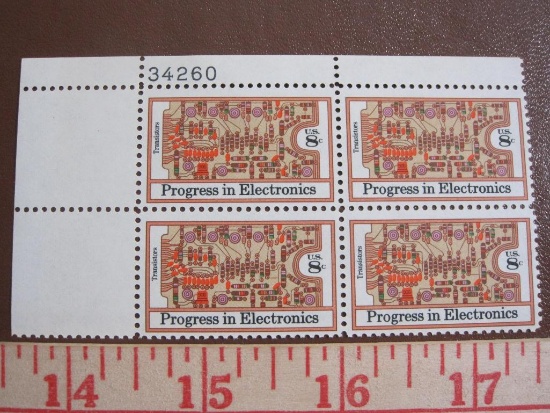 34260
Transistors
U.S.
8c
Progress in Electronics
Transistors
U.S.
8c
Progress in Electronics
Transistors
U.S.
8c
Progress in Electronics
Transistors
U.S.
8c
Progress in Electronics
14 15 16 17